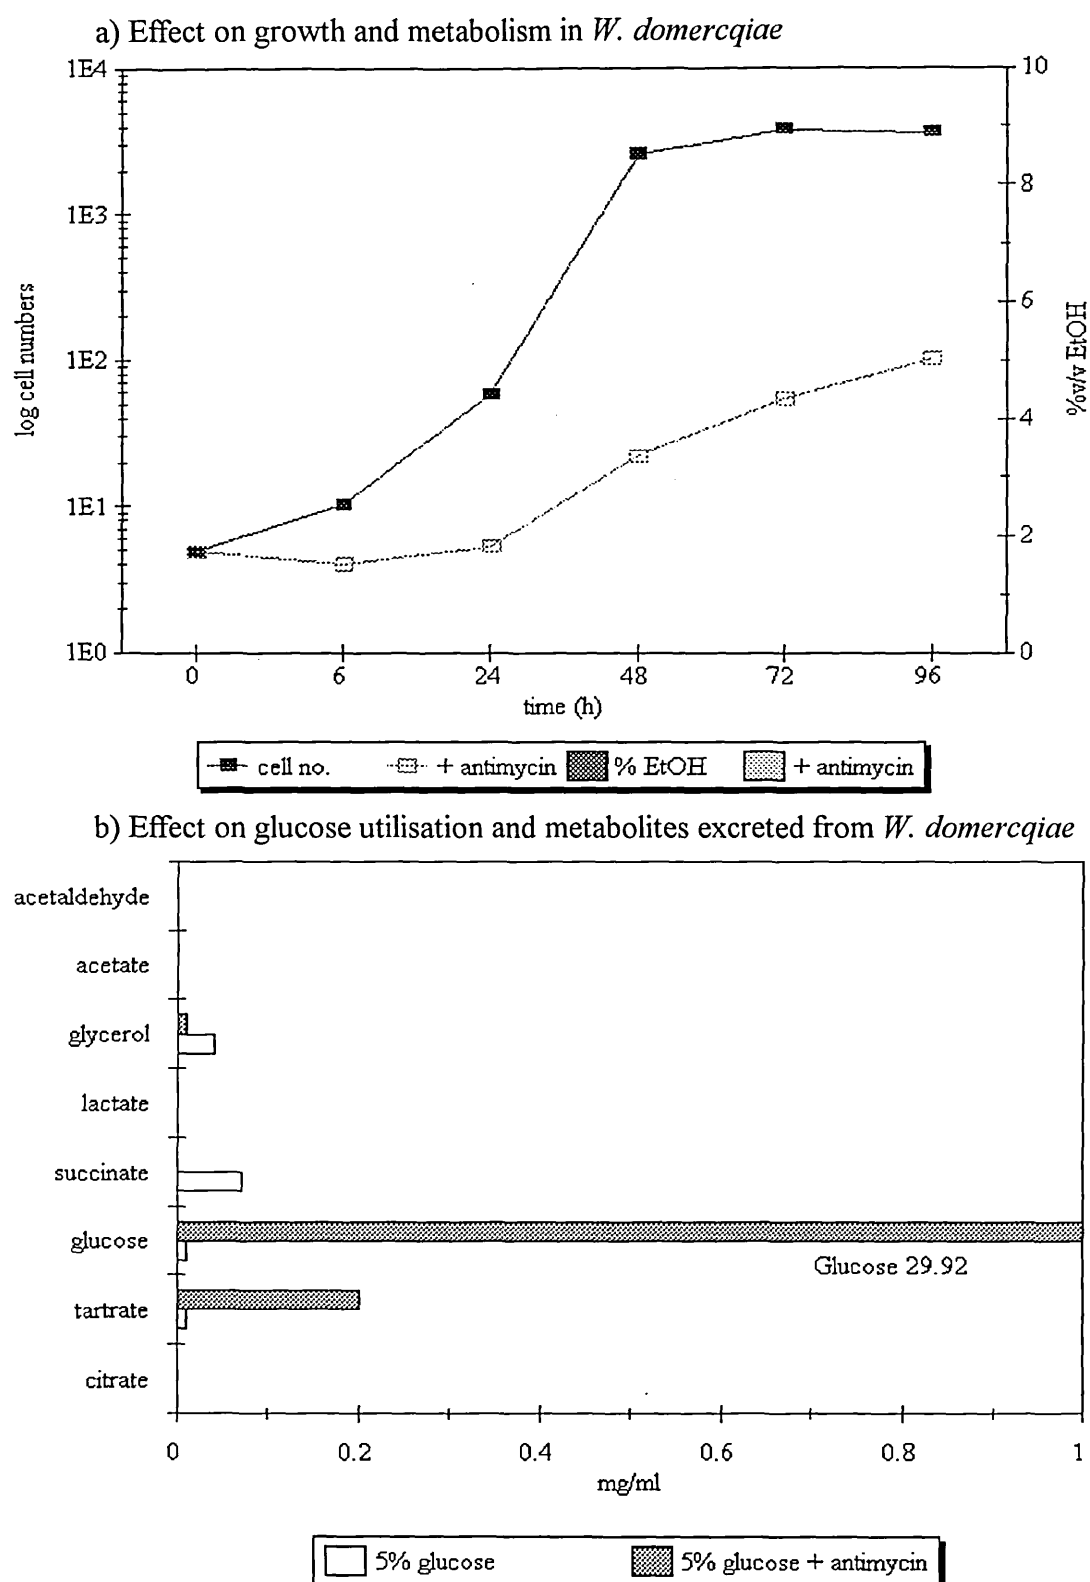 a) Effect on growth and metabolism in W. domercqiae
1E4
1E3
1E2
1E1
1E0
log cell numbers
10
8
6
4
2
0
%v/v EtOH
0 6 24 48 72 96
time (h)
cell no. + antimycin % EtOH + antimycin
b) Effect on glucose utilisation and metabolites excreted from W. domercqiae
acetaldehyde
acetate
glycerol
lactate
succinate
glucose
Glucose 29.92
tartrate
citrate
0 0.2 0.4 0.6 0.8 1
mg/ml
5% glucose 5% glucose + antimycin